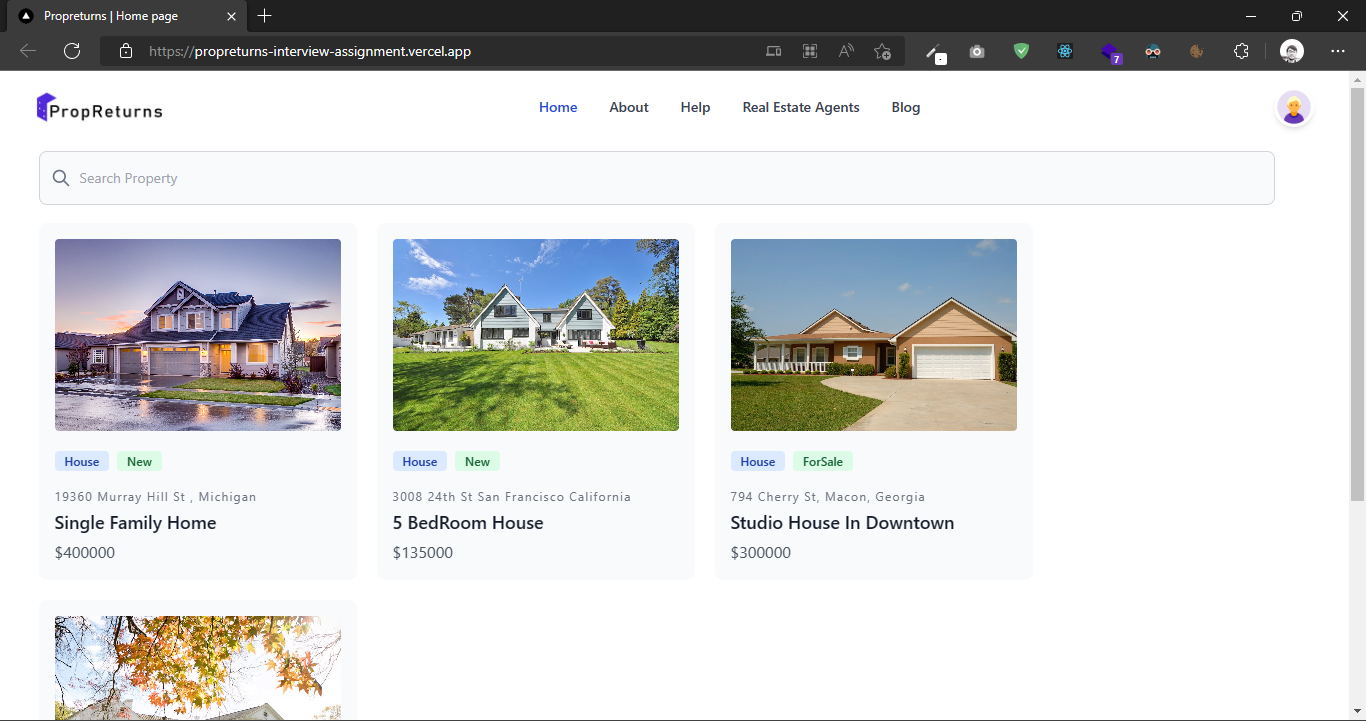 Propreturns | Home page
https://propreturns-interview-assignment.vercel.app
7
PropReturns
Home About Help Real Estate Agents Blog
Search Property
House New
19360 Murray Hill St , Michigan
Single Family Home
$400000
House New
3008 24th St San Francisco California
5 BedRoom House
$135000
House ForSale
794 Cherry St, Macon, Georgia
Studio House In Downtown
$300000